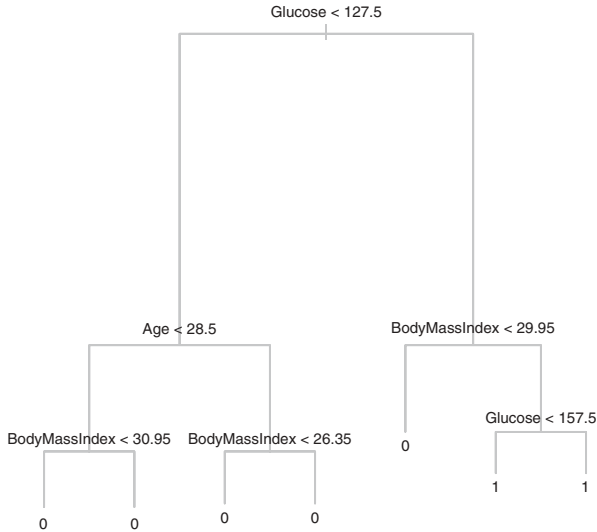 Glucose < 127.5
Age < 28.5
BodyMassIndex < 29.95
Glucose < 157.5
BodyMassIndex < 30.95
BodyMassIndex < 26.35
0
1
1
0
0
0
0